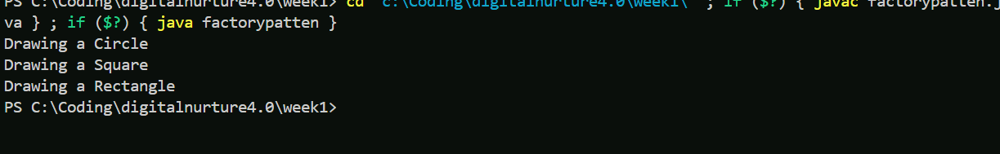 PS C:\Coding\digitalnurture4.0\week1> cd "c:\Coding\digitalnurture4.0\week1\" ; if ($?) { javac factorypatten.j
va } ; if ($?) { java factorypatten }
Drawing a Circle
Drawing a Square
Drawing a Rectangle
PS C:\Coding\digitalnurture4.0\week1>